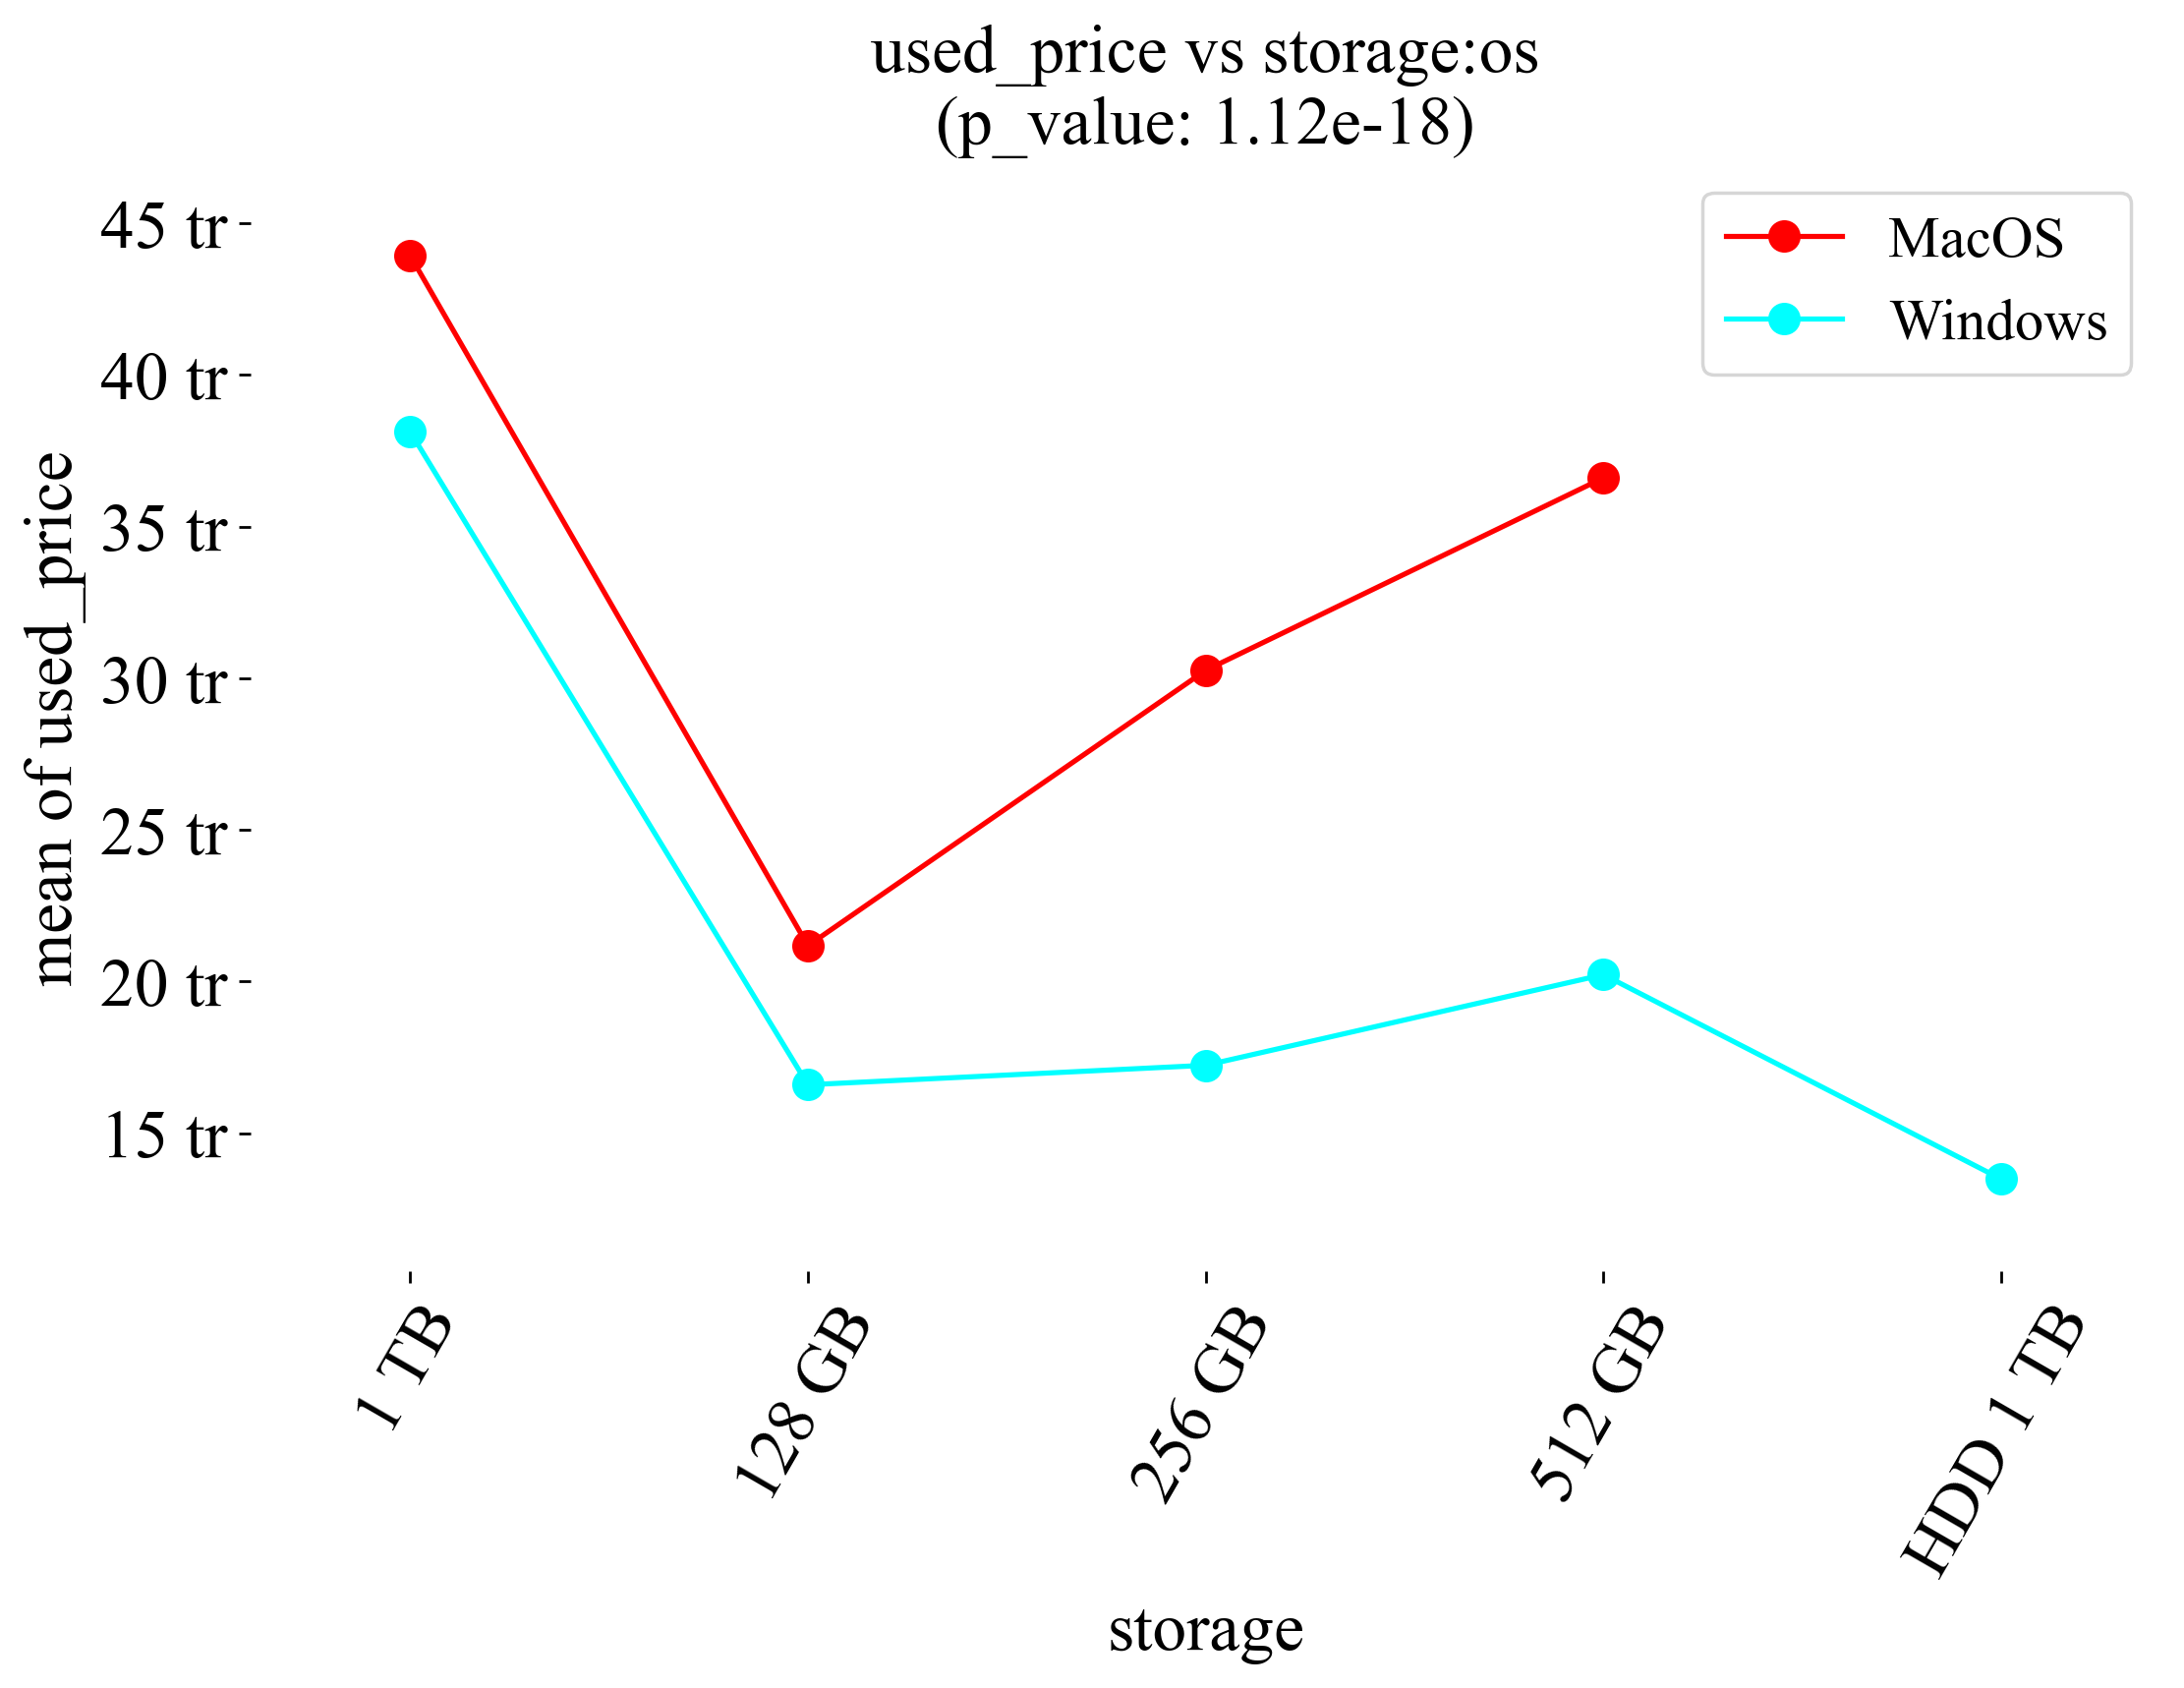 used_price vs storage:os
(p_value: 1.12e-18)
MacOS
Windows
45 tr
40 tr
35 tr
30 tr
25 tr
20 tr
15 tr
mean of used_price
1 TB
128 GB
256 GB
512 GB
HDD 1 TB
storage